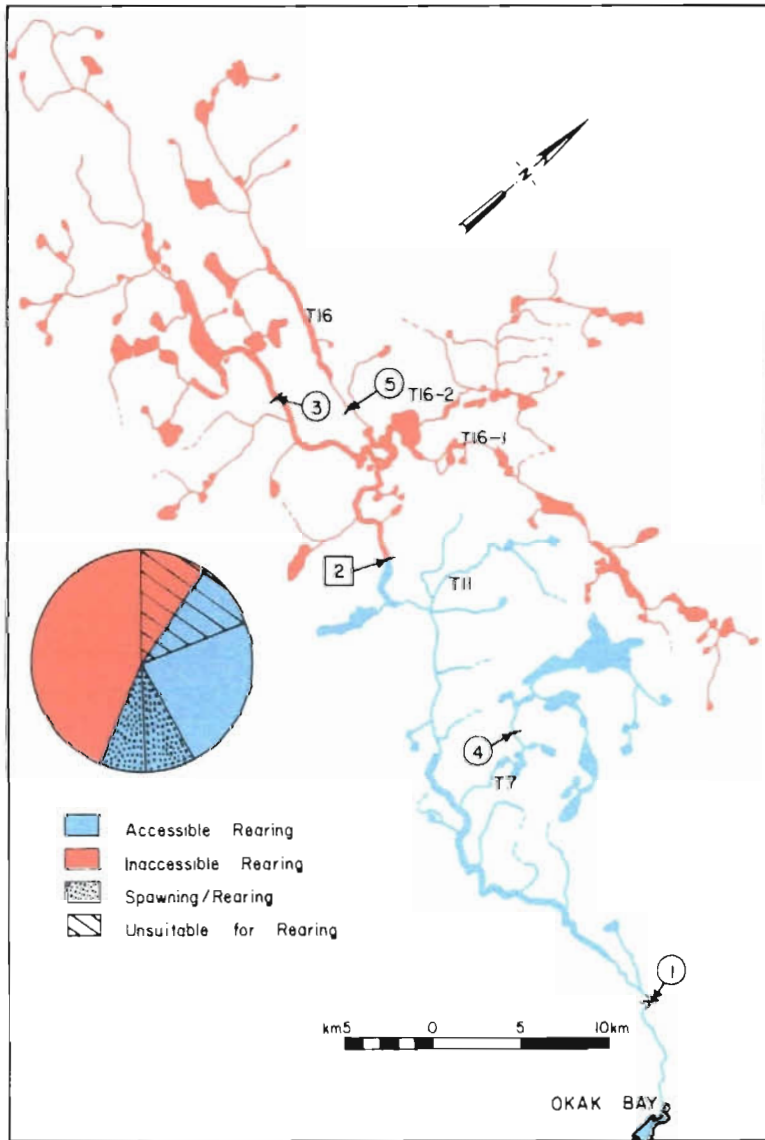 N
T16
5
3
T16-2
T16-1
2
T11
4
T7
Accessible Rearing
Inaccessible Rearing
Spawning/Rearing
Unsuitable for Rearing
1
km5 0 5 10km
OKAK BAY